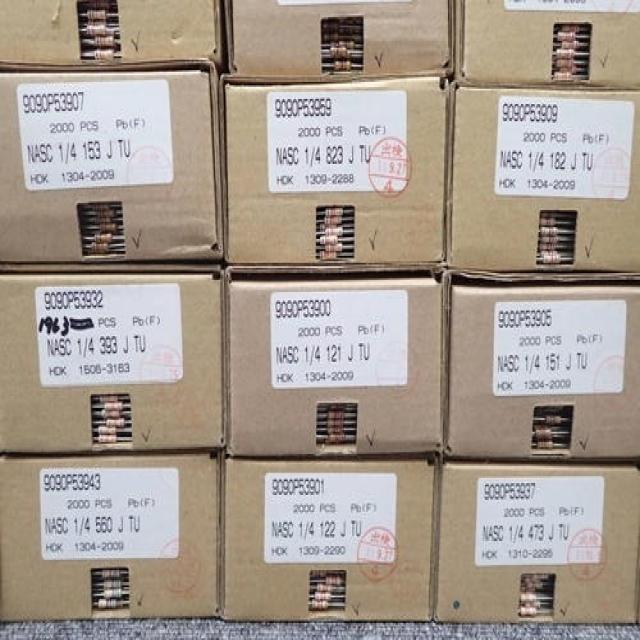 9090P53907
2000 PCS Pb(F)
NASC 1/4 153 J TU
HDK 1304-2009
9090P53959
2000 PCS Pb(F)
NASC 1/4 823 J TU
HDK 1309-2288
出検
4
9090P53909
2000 PCS Pb(F)
NASC 1/4 182 J TU
HDK 1304-2009
9090P53932
1963 PCS Pb(F)
NASC 1/4 393 J TU
HDK 1506-3163
9090P53900
2000 PCS Pb(F)
NASC 1/4 121 J TU
HDK 1304-2009
9090P53905
2000 PCS Pb(F)
NASC 1/4 151 J TU
HDK 1304-2009
9090P53943
2000 PCS Pb(F)
NASC 1/4 560 J TU
HDK 1304-2009
9090P53901
2000 PCS Pb(F)
NASC 1/4 122 J TU
HDK 1309-2290
9090P53937
2000 PCS Pb(F)
NASC 1/4 473 J TU
HDK 1310-2295